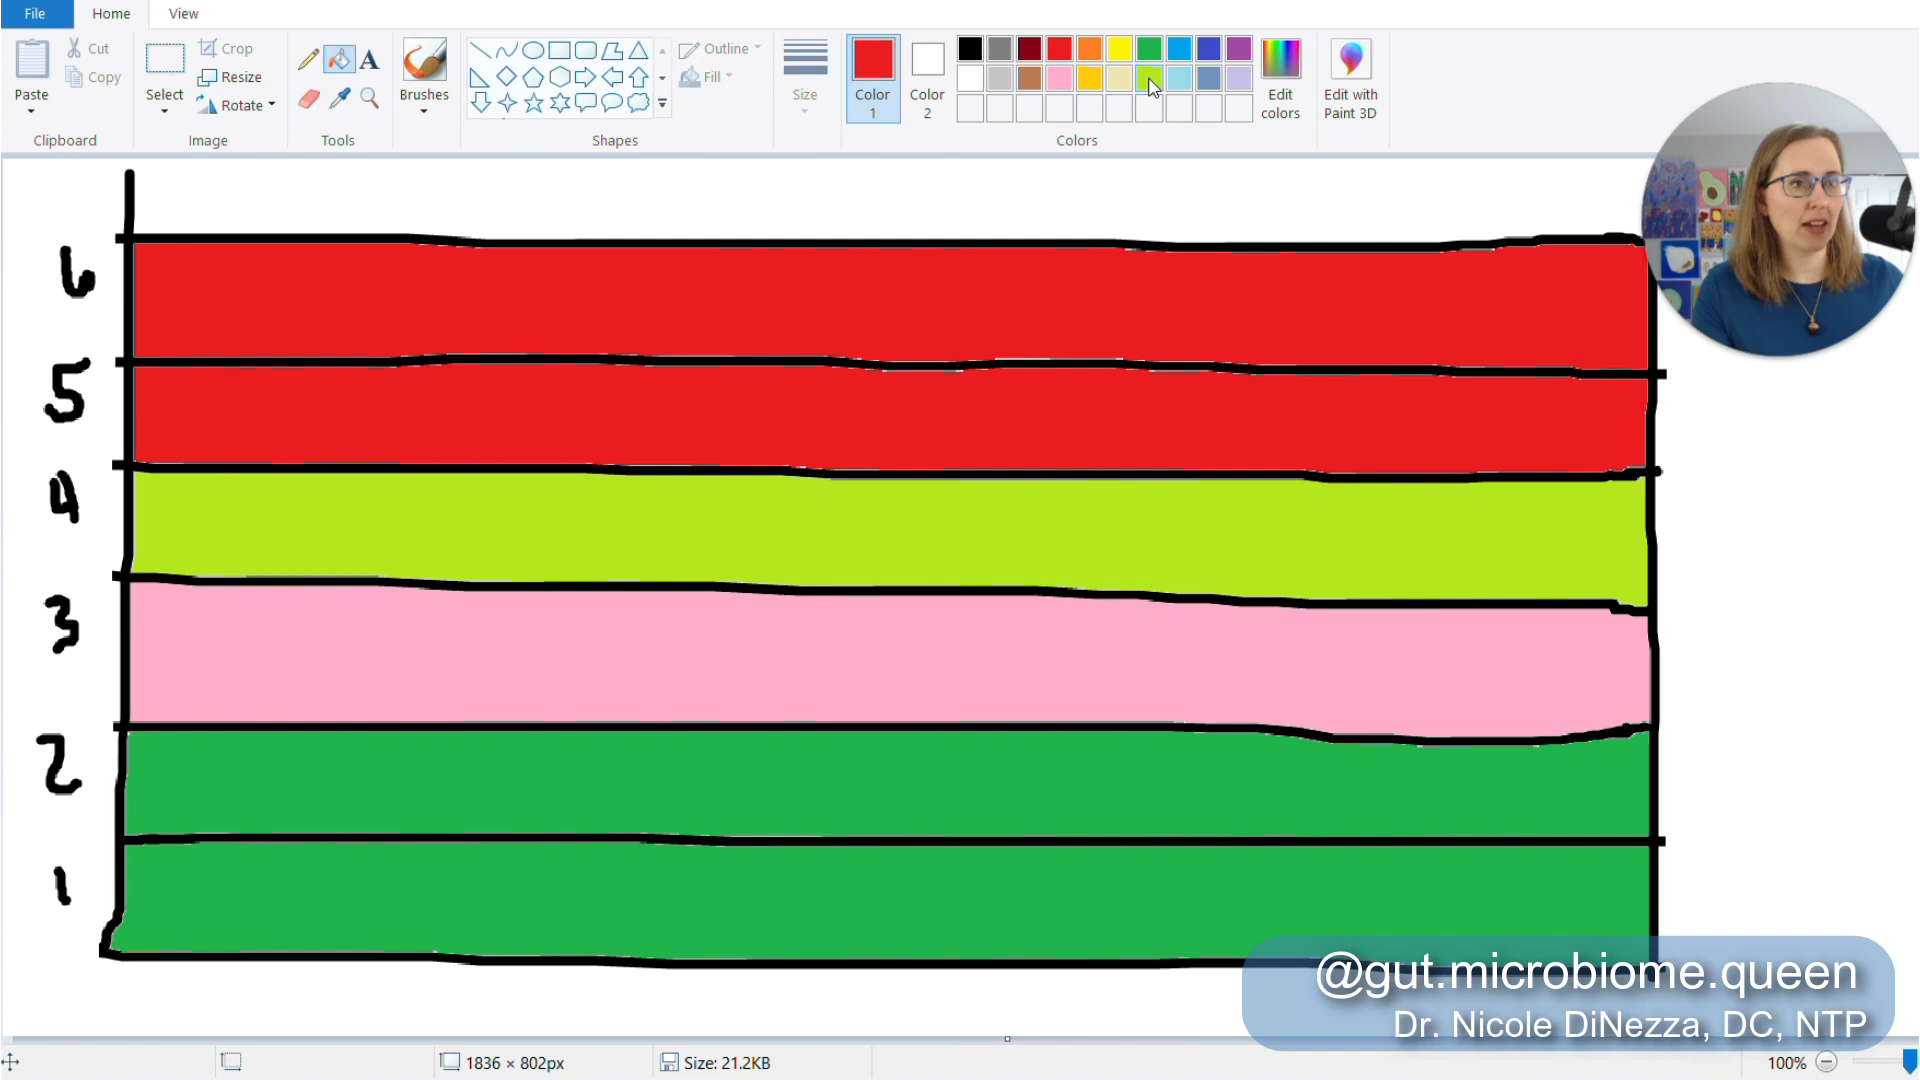 File Home View
Paste
Cut
Copy
Clipboard
Select
Crop
Resize
Rotate
Image
A
Tools
Brushes
Outline
Fill
Shapes
Size
Color
1
Color
2
Edit
colors
Colors
Edit with
Paint 3D
6
5
4
3
2
1
@gut.microbiome.queen
Dr. Nicole DiNezza, DC, NTP
1836 × 802px
Size: 21.2KB
100%